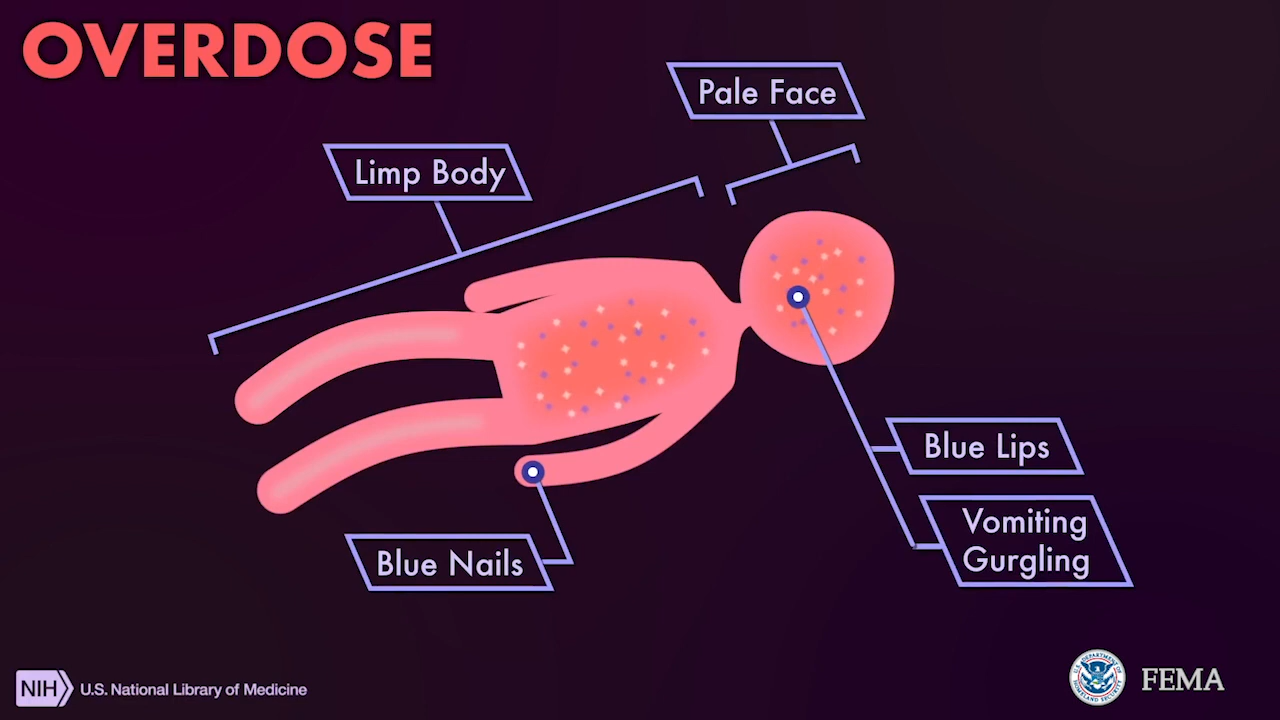 OVERDOSE
Pale Face
Limp Body
Blue Lips
Vomiting
Gurgling
Blue Nails
NIH U.S. National Library of Medicine
FEMA